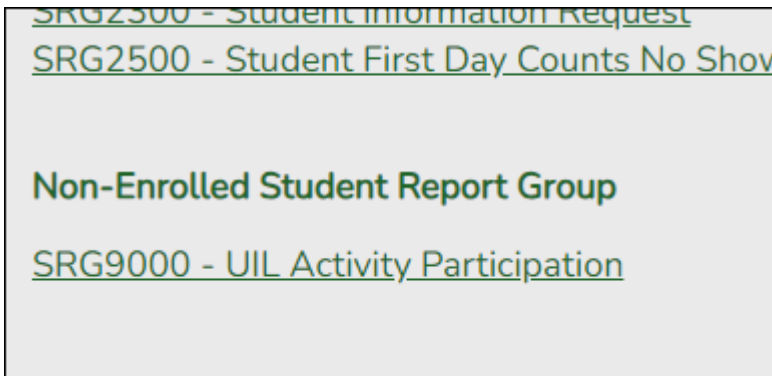 SRG2300 - Student Information Request
SRG2500 - Student First Day Counts No Show
Non-Enrolled Student Report Group
SRG9000 - UIL Activity Participation